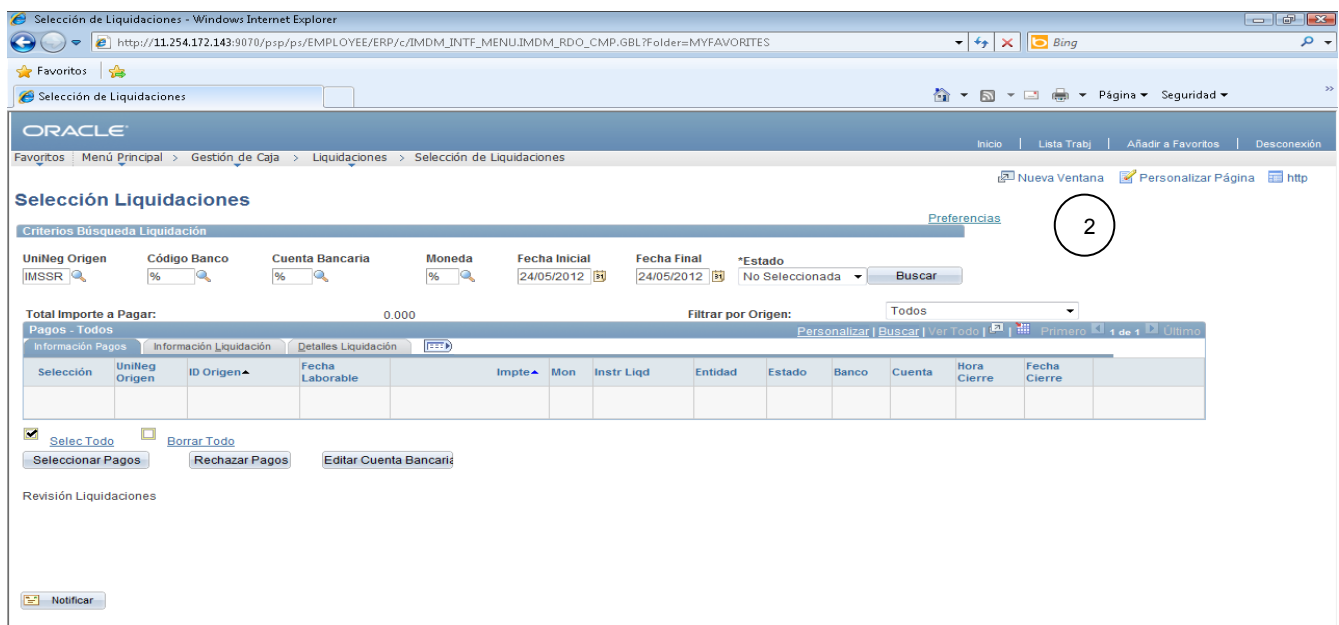 Selección de Liquidaciones - Windows Internet Explorer
http://11.254.172.143:9070/psp/ps/EMPLOYEE/ERP/c/IMDM_INTF_MENU.IMDM_RDO_CMP.GBL?Folder=MYFAVORITES Bing
Favoritos
Selección de Liquidaciones Página Seguridad
ORACLE
Inicio | Lista Trabj | Añadir a Favoritos | Desconexión
Favoritos Menú Principal > Gestión de Caja > Liquidaciones > Selección de Liquidaciones
Nueva Ventana Personalizar Página http
Selección Liquidaciones
Preferencias 2
Criterios Búsqueda Liquidación
UniNeg Origen Código Banco Cuenta Bancaria Moneda Fecha Inicial Fecha Final *Estado
IMSSR % % % 24/05/2012 24/05/2012 No Seleccionada Buscar
Total Importe a Pagar: 0.000 Filtrar por Origen: Todos
Pagos - Todos Personalizar | Buscar | Ver Todo | Primero 1 de 1 Último
Información Pagos Información Liquidación Detalles Liquidación
Selección UniNeg Origen ID Origen Fecha Laborable Impte Mon Instr Liqd Entidad Estado Banco Cuenta Hora Cierre Fecha Cierre
Selec Todo Borrar Todo
Seleccionar Pagos Rechazar Pagos Editar Cuenta Bancaria
Revisión Liquidaciones
Notificar